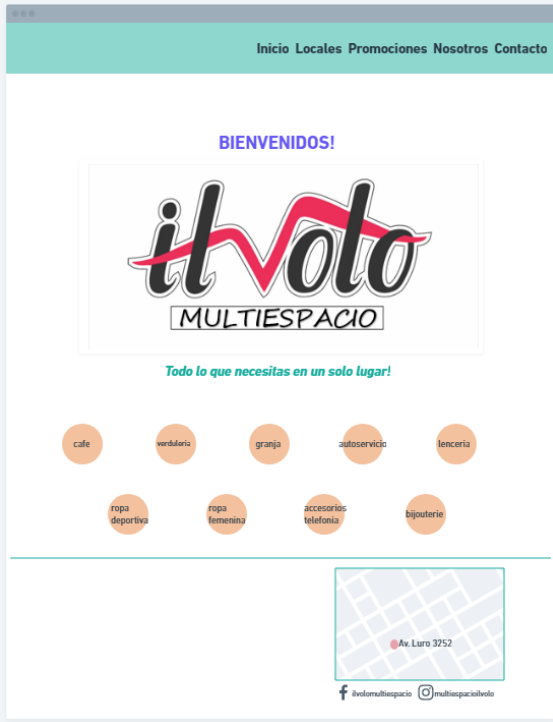 Inicio Locales Promociones Nosotros Contacto
BIENVENIDOS!
ilvolo
MULTIESPACIO
Todo lo que necesitas en un solo lugar!
cafe
verduleria
granja
autoservicio
lenceria
ropa
deportiva
ropa
femenina
accesorios
telefonia
bijouterie
Av. Luro 3252
ilvolomultiespacio
multiespacioilvolo